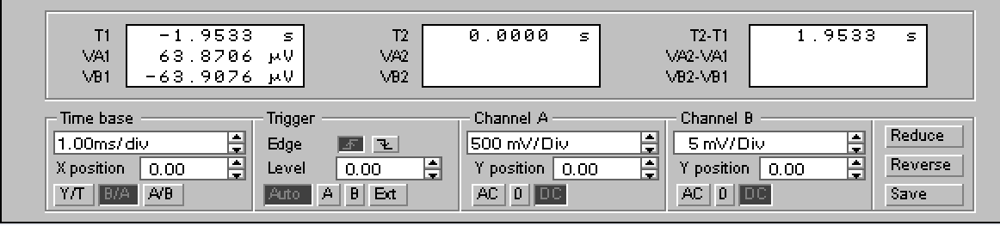 T1 -1.9533 s T2 0.0000 s T2-T1 1.9533 s
VA1 63.8706 μV VA2 VA2-VA1
VB1 -63.9076 μV VB2 VB2-VB1
Time base Trigger Channel A Channel B
1.00ms/div Edge 500 mV/Div 5 mV/Div Reduce
X position 0.00 Level 0.00 Y position 0.00 Y position 0.00 Reverse
Y/T B/A A/B Auto A B Ext AC 0 DC AC 0 DC Save